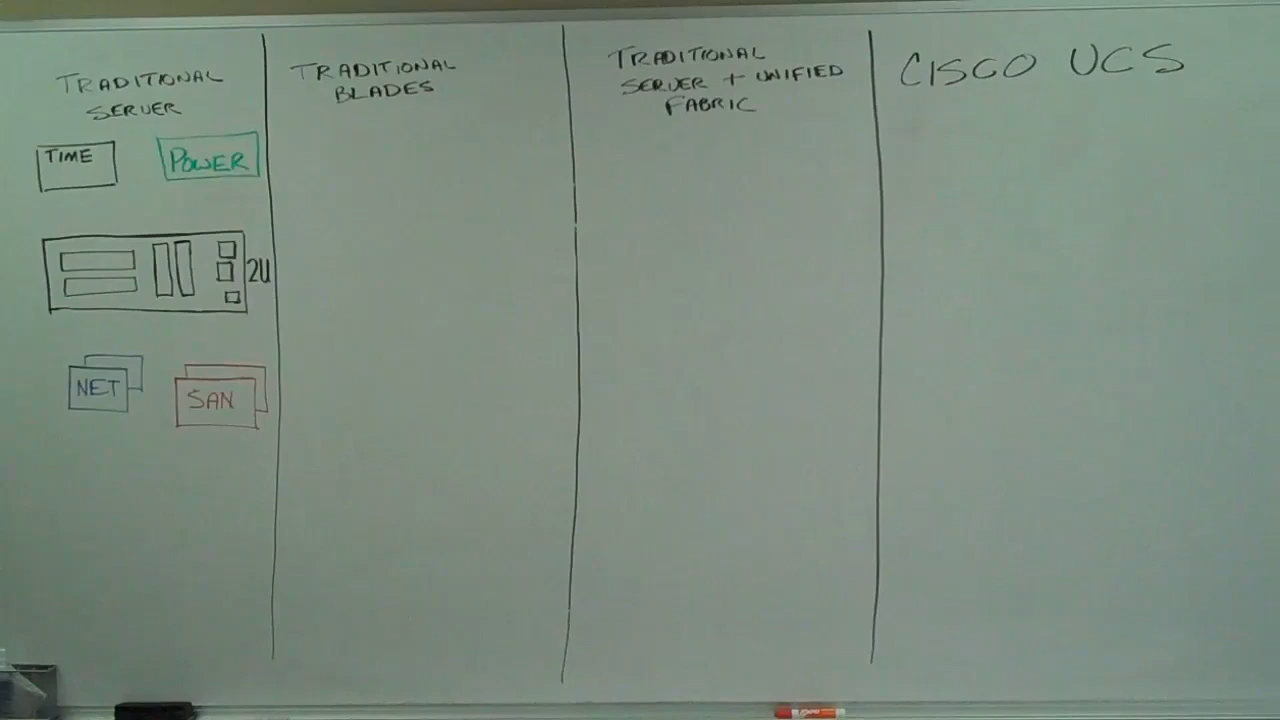 TRADITIONAL
SERVER
TIME
POWER
2U
NET
SAN
TRADITIONAL
BLADES
TRADITIONAL
SERVER + UNIFIED
FABRIC
CISCO UCS